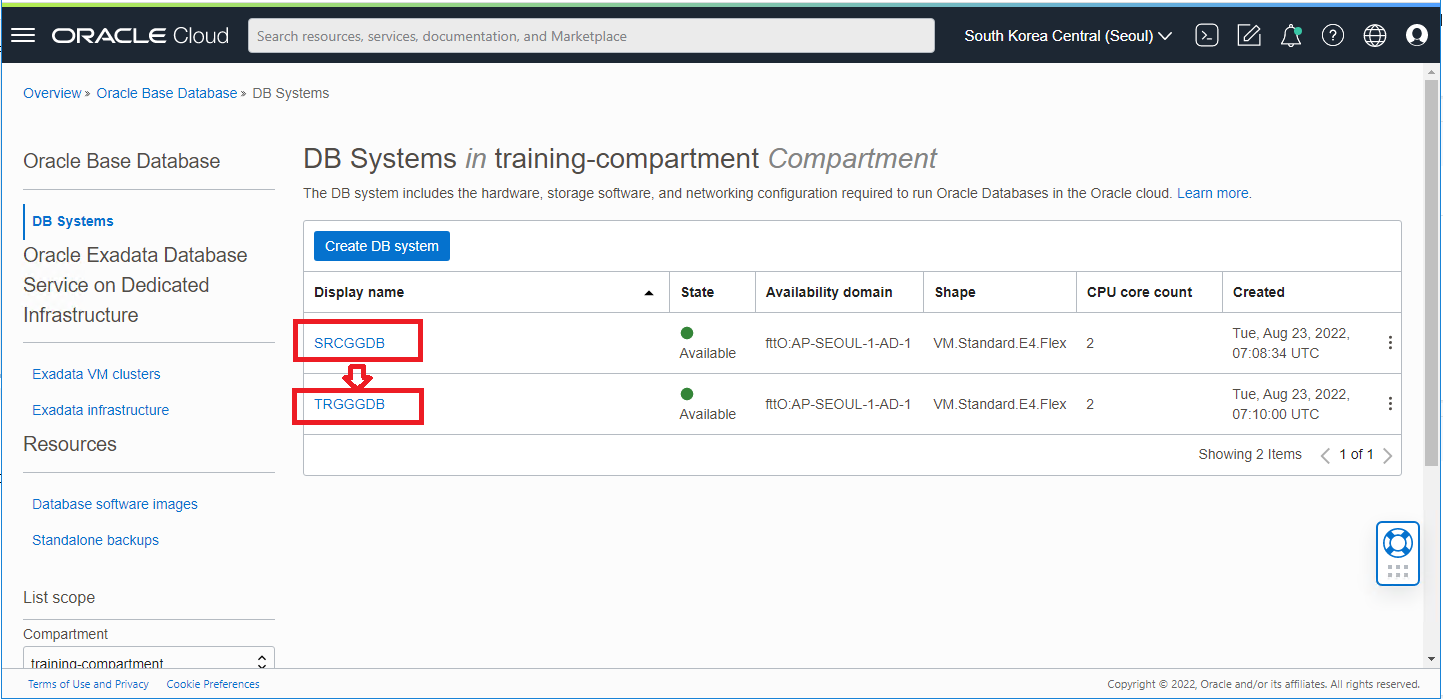 ORACLE Cloud
Search resources, services, documentation, and Marketplace
South Korea Central (Seoul)
Overview » Oracle Base Database » DB Systems
Oracle Base Database
DB Systems
Oracle Exadata Database
Service on Dedicated
Infrastructure
Exadata VM clusters
Exadata infrastructure
Resources
Database software images
Standalone backups
List scope
Compartment
training-compartment
DB Systems in training-compartment Compartment
The DB system includes the hardware, storage software, and networking configuration required to run Oracle Databases in the Oracle cloud. Learn more.
Create DB system
Display name State Availability domain Shape CPU core count Created
SRCGGDB Available fttO:AP-SEOUL-1-AD-1 VM.Standard.E4.Flex 2 Tue, Aug 23, 2022,
07:08:34 UTC
TRGGGDB Available fttO:AP-SEOUL-1-AD-1 VM.Standard.E4.Flex 2 Tue, Aug 23, 2022,
07:10:00 UTC
Showing 2 Items < 1 of 1 >
Terms of Use and Privacy Cookie Preferences
Copyright © 2022, Oracle and/or its affiliates. All rights reserved.